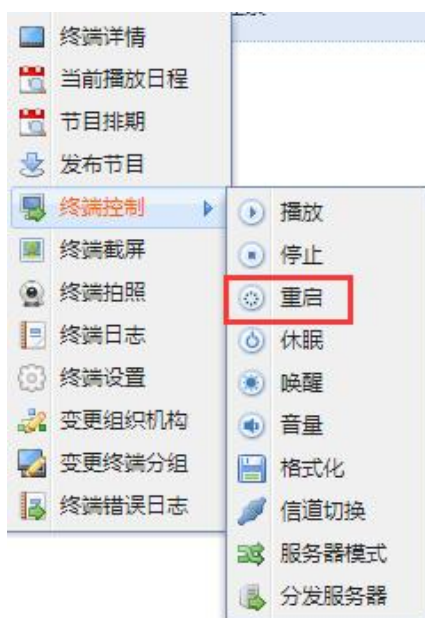 终端详情
当前播放日程
节目排期
发布节目
终端控制
终端截屏
终端拍照
终端日志
终端设置
变更组织机构
变更终端分组
终端错误日志
播放
停止
重启
休眠
唤醒
音量
格式化
信道切换
服务器模式
分发服务器